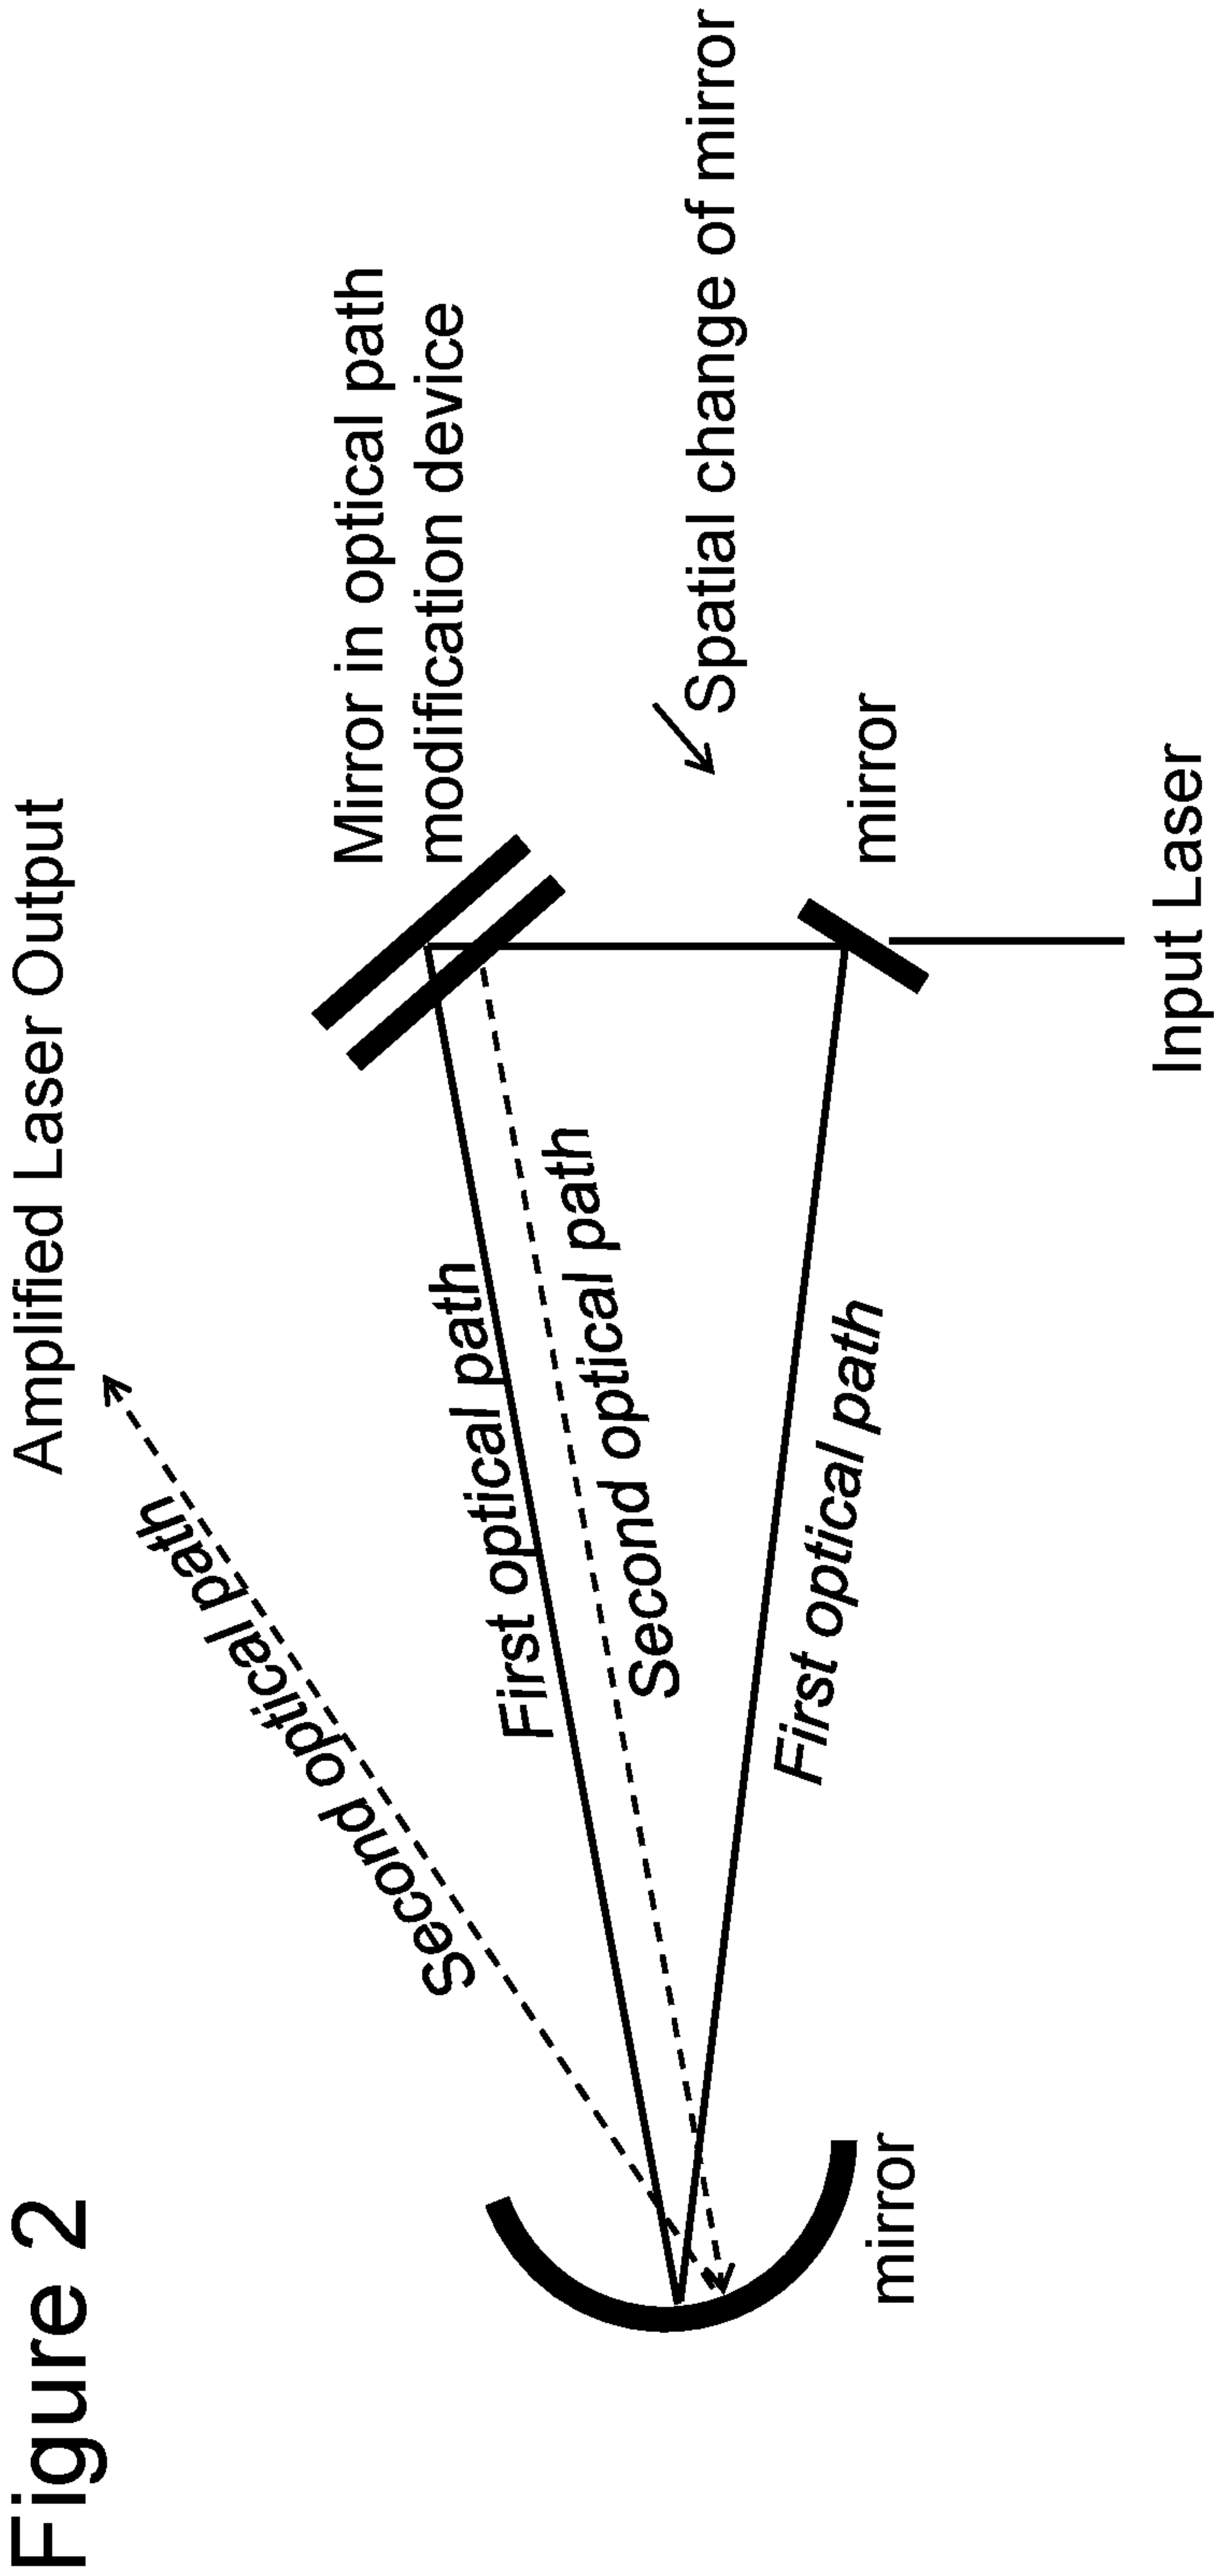 Figure 2
Amplified Laser Output
Second optical path
Mirror in optical path
modification device
First optical path
Second optical path
Spatial change of mirror
First optical path
mirror
mirror
Input Laser